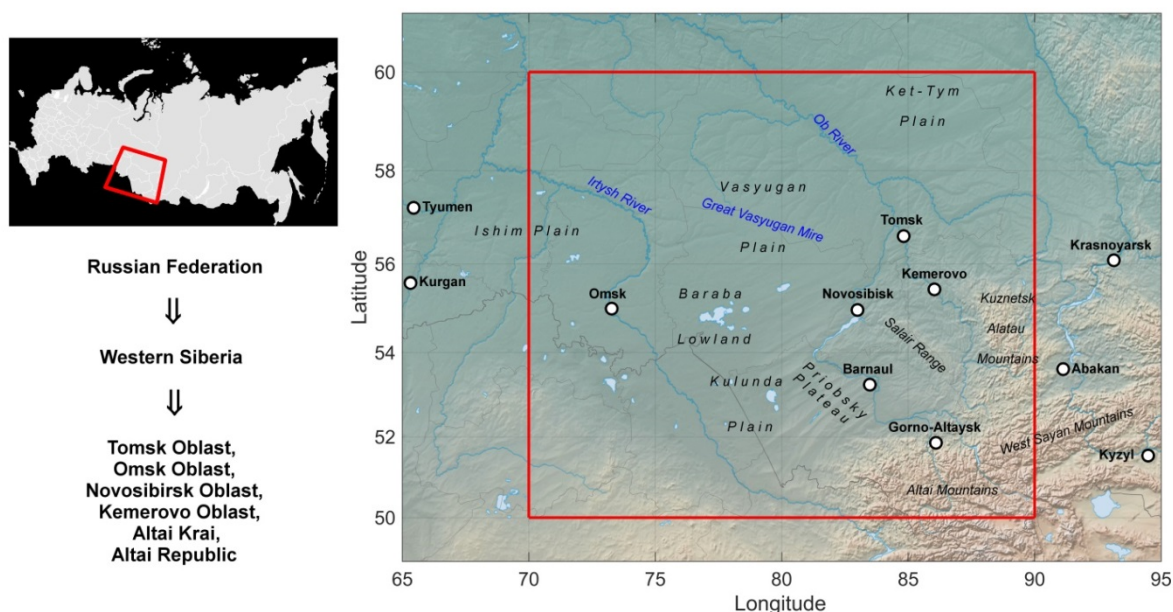 Russian Federation
⇓
Western Siberia
⇓
Tomsk Oblast,
Omsk Oblast,
Novosibirsk Oblast,
Kemerovo Oblast,
Altai Krai,
Altai Republic
Latitude
60
58
56
54
52
50
Ket-Tym
Plain
Ob River
Irtysh River
Vasyugan
Great Vasyugan Mire
Plain
Tyumen
Ishim Plain
Tomsk
Krasnoyarsk
Kurgan
Omsk
Baraba
Lowland
Novosibisk
Kemerovo
Kuznetsk
Alatau
Mountains
Salair Range
Abakan
Kulunda
Plain
Priobsky
Plateau
Barnaul
Gorno-Altaysk
West Sayan Mountains
Kyzyl
Altai Mountains
65 70 75 80 85 90 95
Longitude